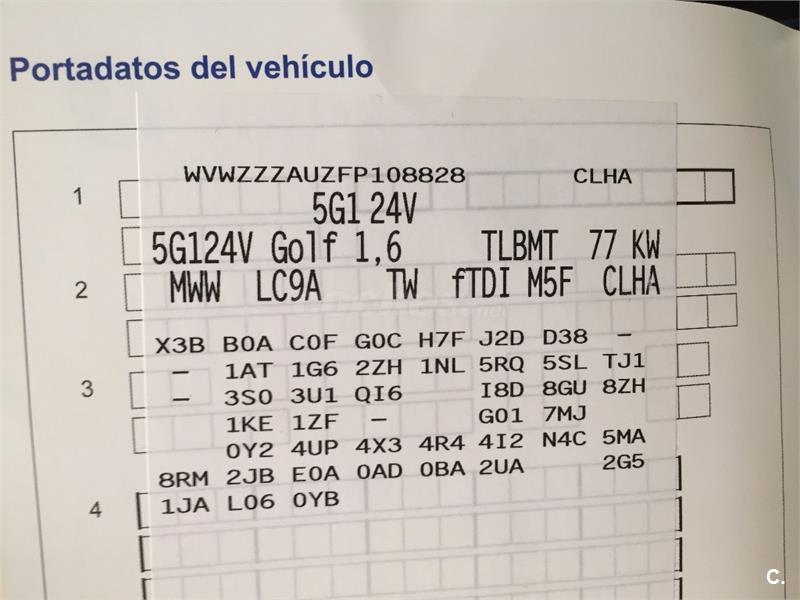 Portadatos del vehículo
1 WVWZZZAUZFP108828 CLHA
5G1 24V
5G124V Golf 1,6 TLBMT 77 KW
2 MWW LC9A TW fTDI M5F CLHA
X3B B0A C0F G0C H7F J2D D38 –
– 1AT 1G6 2ZH 1NL 5RQ 5SL TJ1
3 – 3S0 3U1 QI6 I8D 8GU 8ZH
1KE 1ZF – G01 7MJ
0Y2 4UP 4X3 4R4 4I2 N4C 5MA
8RM 2JB E0A 0AD 0BA 2UA 2G5
4 1JA L06 0YB
C.